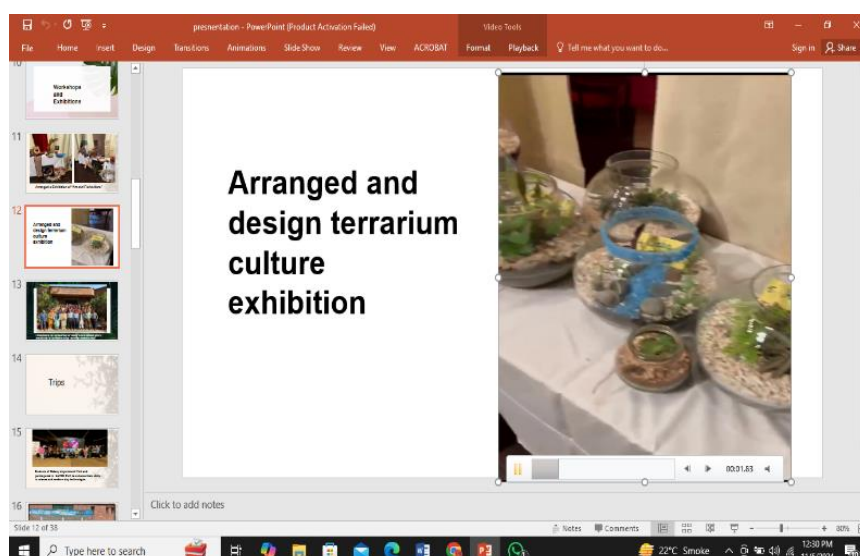 presnentation - PowerPoint (Product Activation Failed)
Video Tools
File Home Insert Design Transitions Animations Slide Show Review View ACROBAT Format Playback Tell me what you want to do... Sign in Share
10
Workshops
and
Exhibitions
11
12
Arranged and
design terrarium
culture
exhibition
13
14
Trips
15
16
Arranged and
design terrarium
culture
exhibition
00:01.63
Click to add notes
Slide 12 of 38
Notes Comments
80%
Type here to search
22°C Smoke
12:30 PM